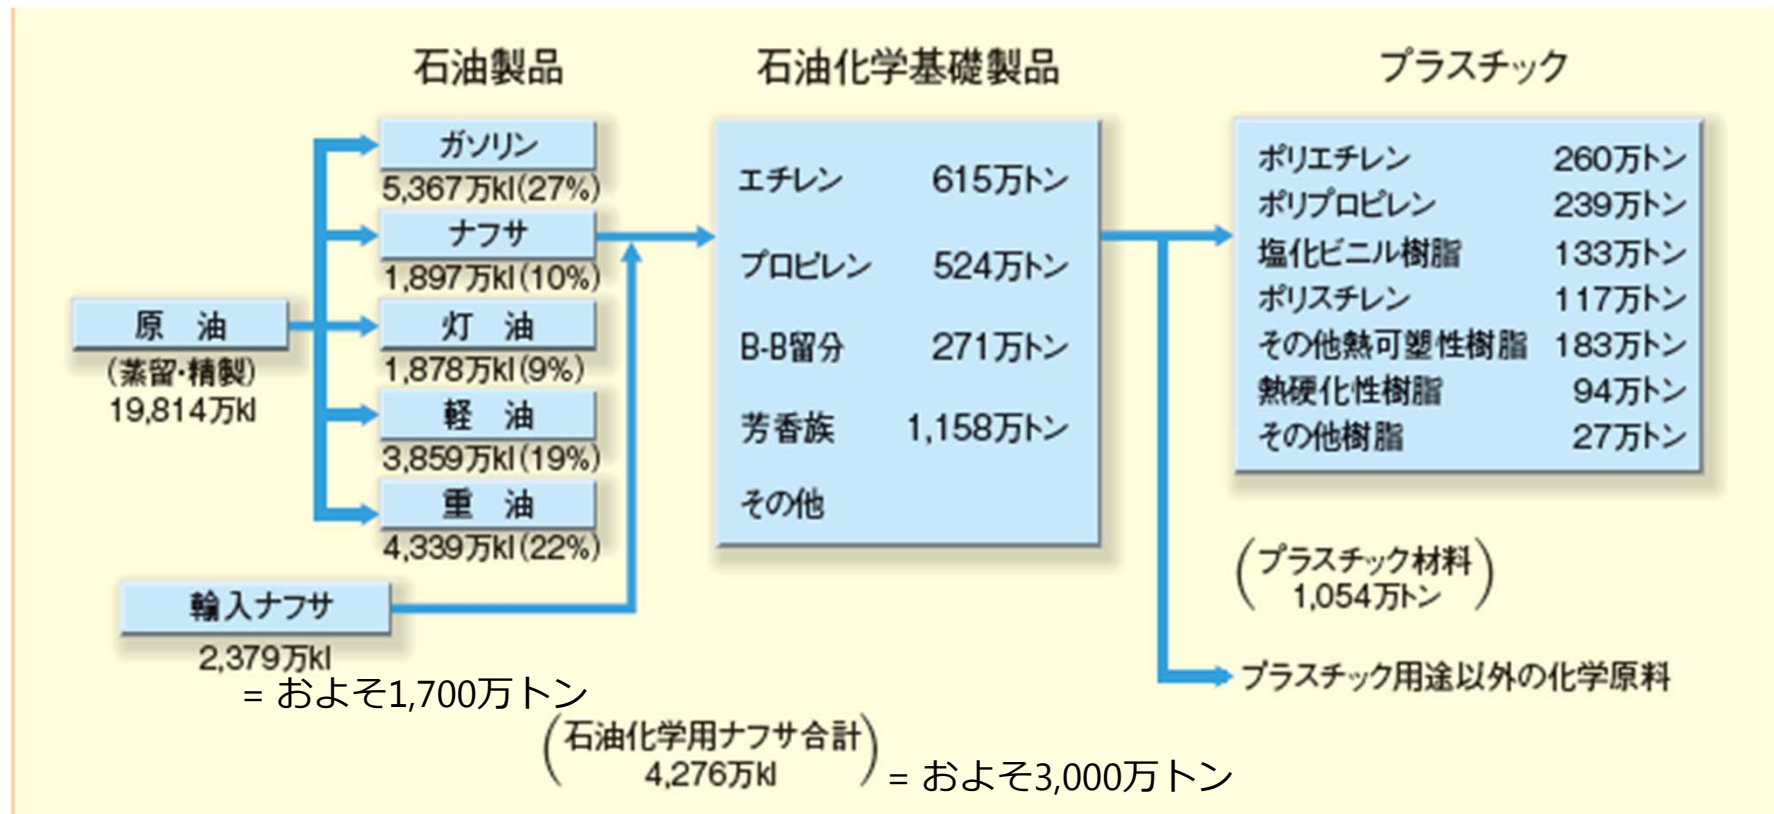 石油製品
石油化学基礎製品
プラスチック
ガソリン
5,367万kl(27%)
ナフサ
1,897万kl(10%)
灯 油
1,878万kl(9%)
軽 油
3,859万kl(19%)
重 油
4,339万kl(22%)
原 油
(蒸留・精製)
19,814万kl
輸入ナフサ
2,379万kl
= およそ1,700万トン
エチレン 615万トン
プロピレン 524万トン
B-B留分 271万トン
芳香族 1,158万トン
その他
ポリエチレン 260万トン
ポリプロピレン 239万トン
塩化ビニル樹脂 133万トン
ポリスチレン 117万トン
その他熱可塑性樹脂 183万トン
熱硬化性樹脂 94万トン
その他樹脂 27万トン
(プラスチック材料
1,054万トン)
プラスチック用途以外の化学原料
(石油化学用ナフサ合計
4,276万kl)
= およそ3,000万トン